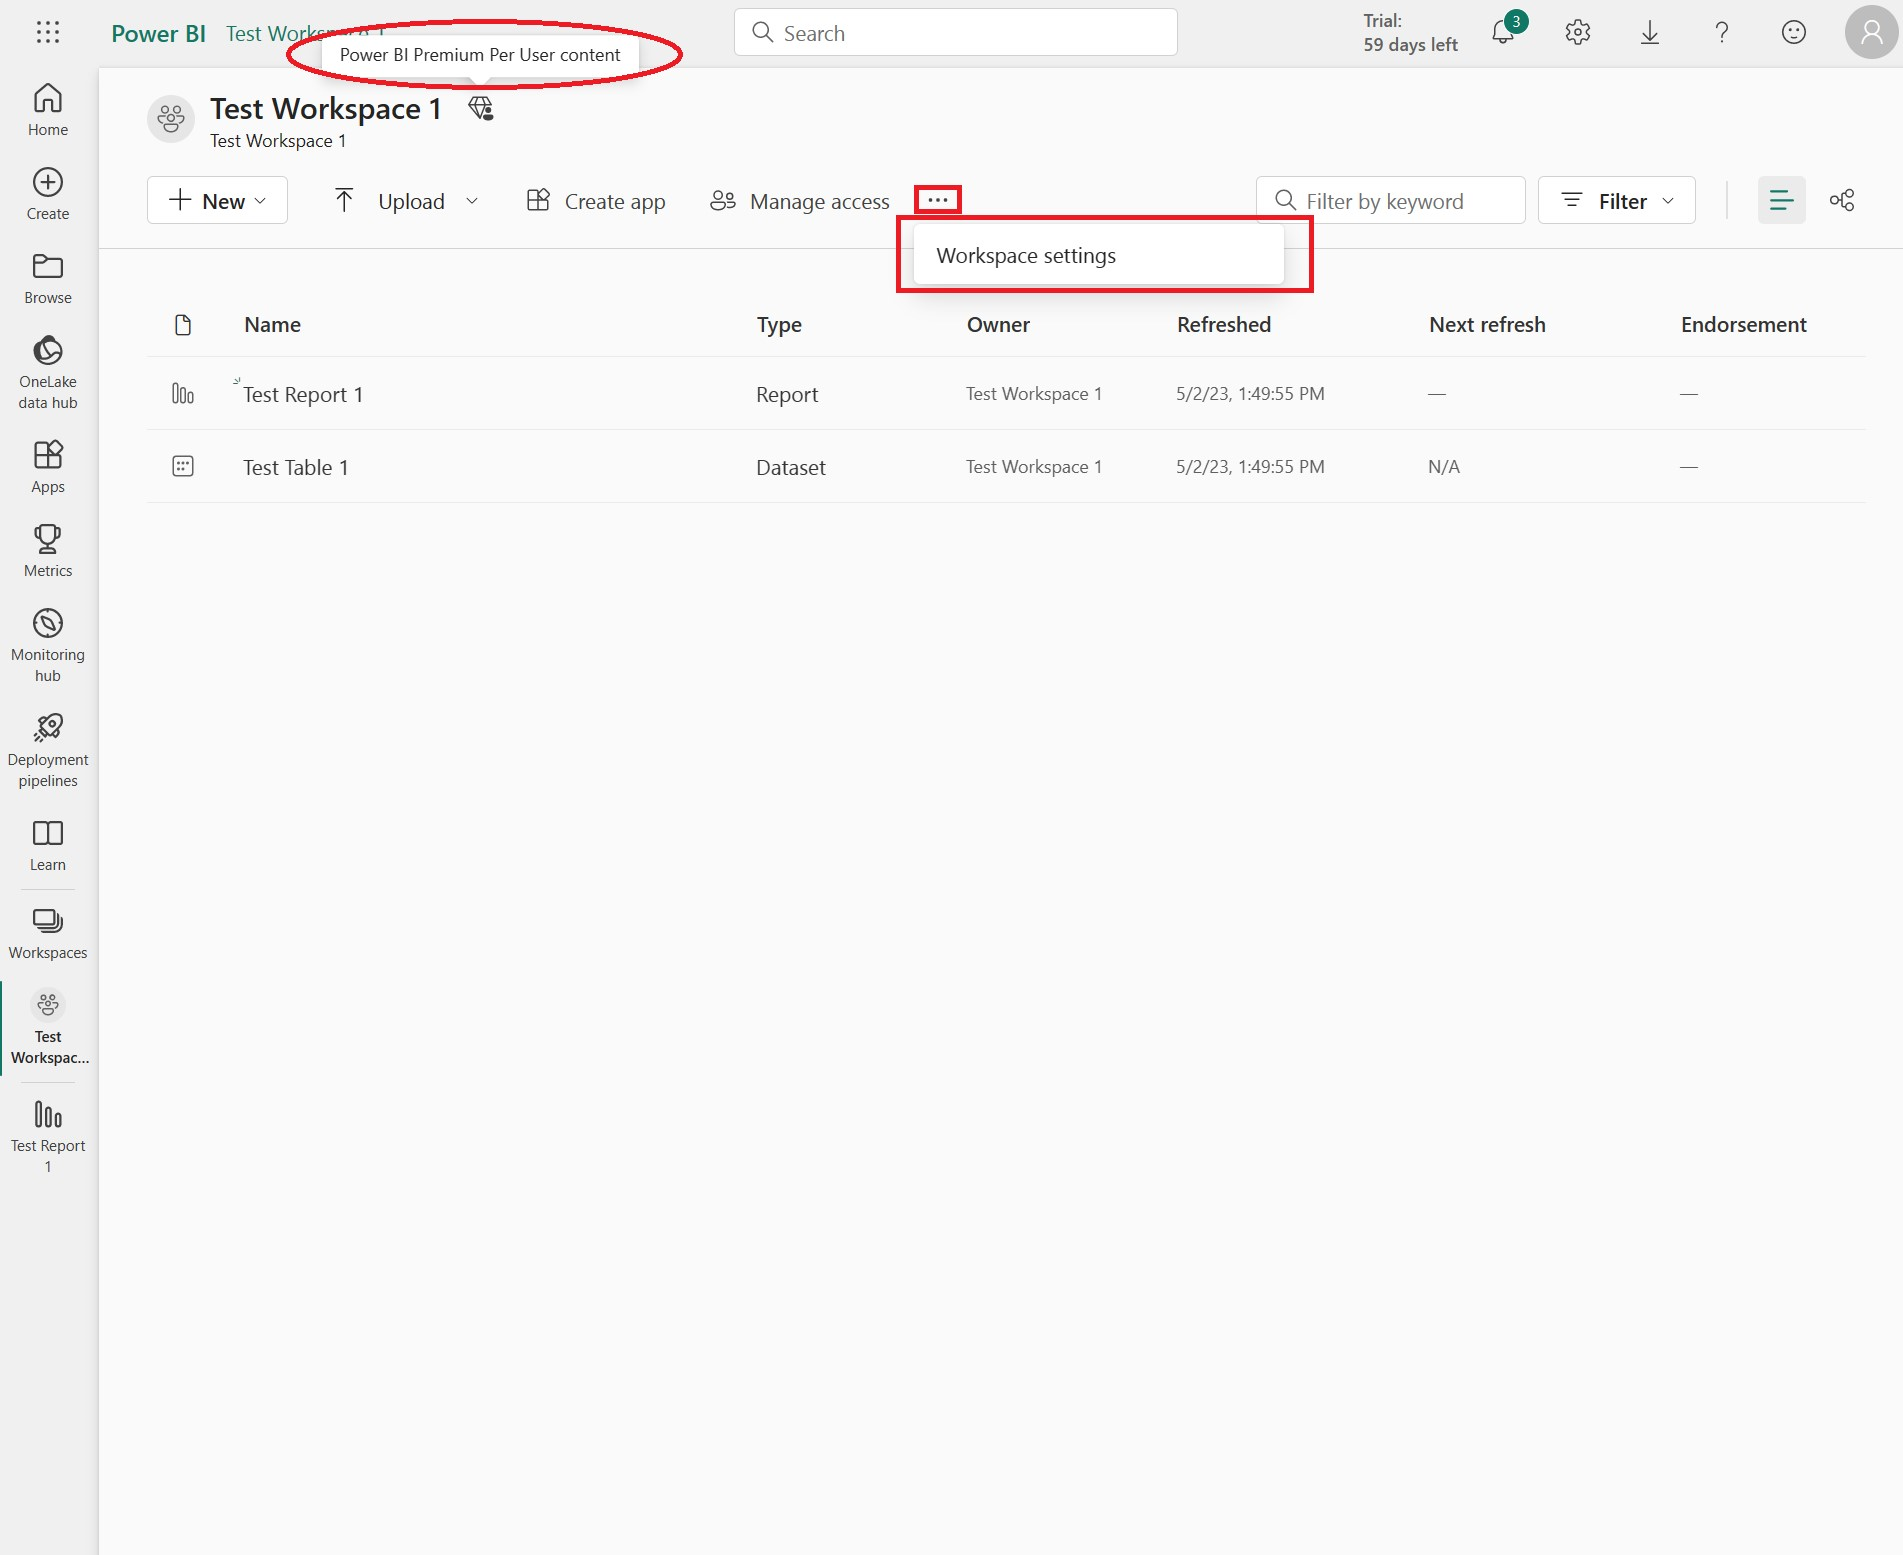 Power BI Test Workspace 1
Power BI Premium Per User content
Search
Trial:
59 days left
3
Home
Create
Browse
OneLake
data hub
Apps
Metrics
Monitoring
hub
Deployment
pipelines
Learn
Workspaces
Test
Workspac...
Test Report
1
Test Workspace 1
Test Workspace 1
New Upload Create app Manage access ... Filter by keyword Filter
Workspace settings
Name Type Owner Refreshed Next refresh Endorsement
Test Report 1 Report Test Workspace 1 5/2/23, 1:49:55 PM — —
Test Table 1 Dataset Test Workspace 1 5/2/23, 1:49:55 PM N/A —